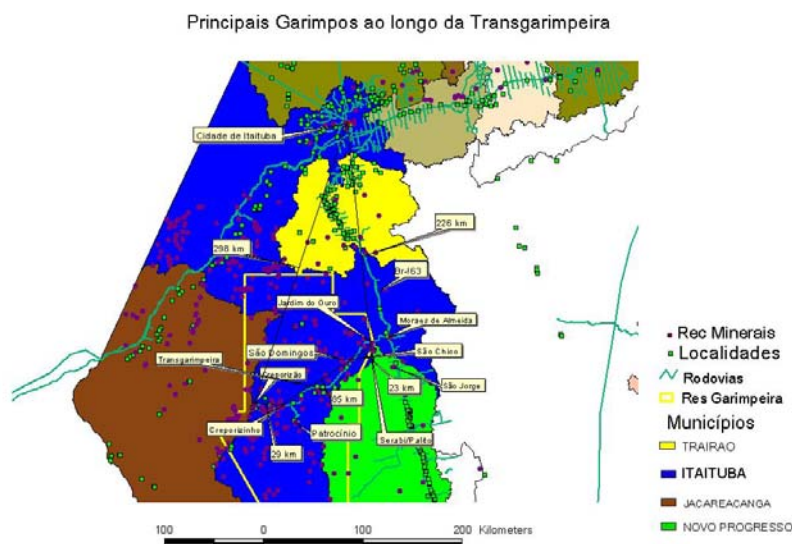 Principais Garimpos ao longo da Transgarimpeira
Cidade de Itaituba
226 km
298 km
Br-163
Jardim do Ouro
Moraes de Almeida
São Domingos
São Chico
Transgarimpeira
Creporizão
23 km
São Jorge
85 km
Creporizinho
Patrocínio
Serabi/Palito
29 km
Rec Minerais
Localidades
Rodovias
Res Garimpeira
Municípios
TRAIRAO
ITAITUBA
JACAREACANGA
NOVO PROGRESSO
100 0 100 200 Kilometers